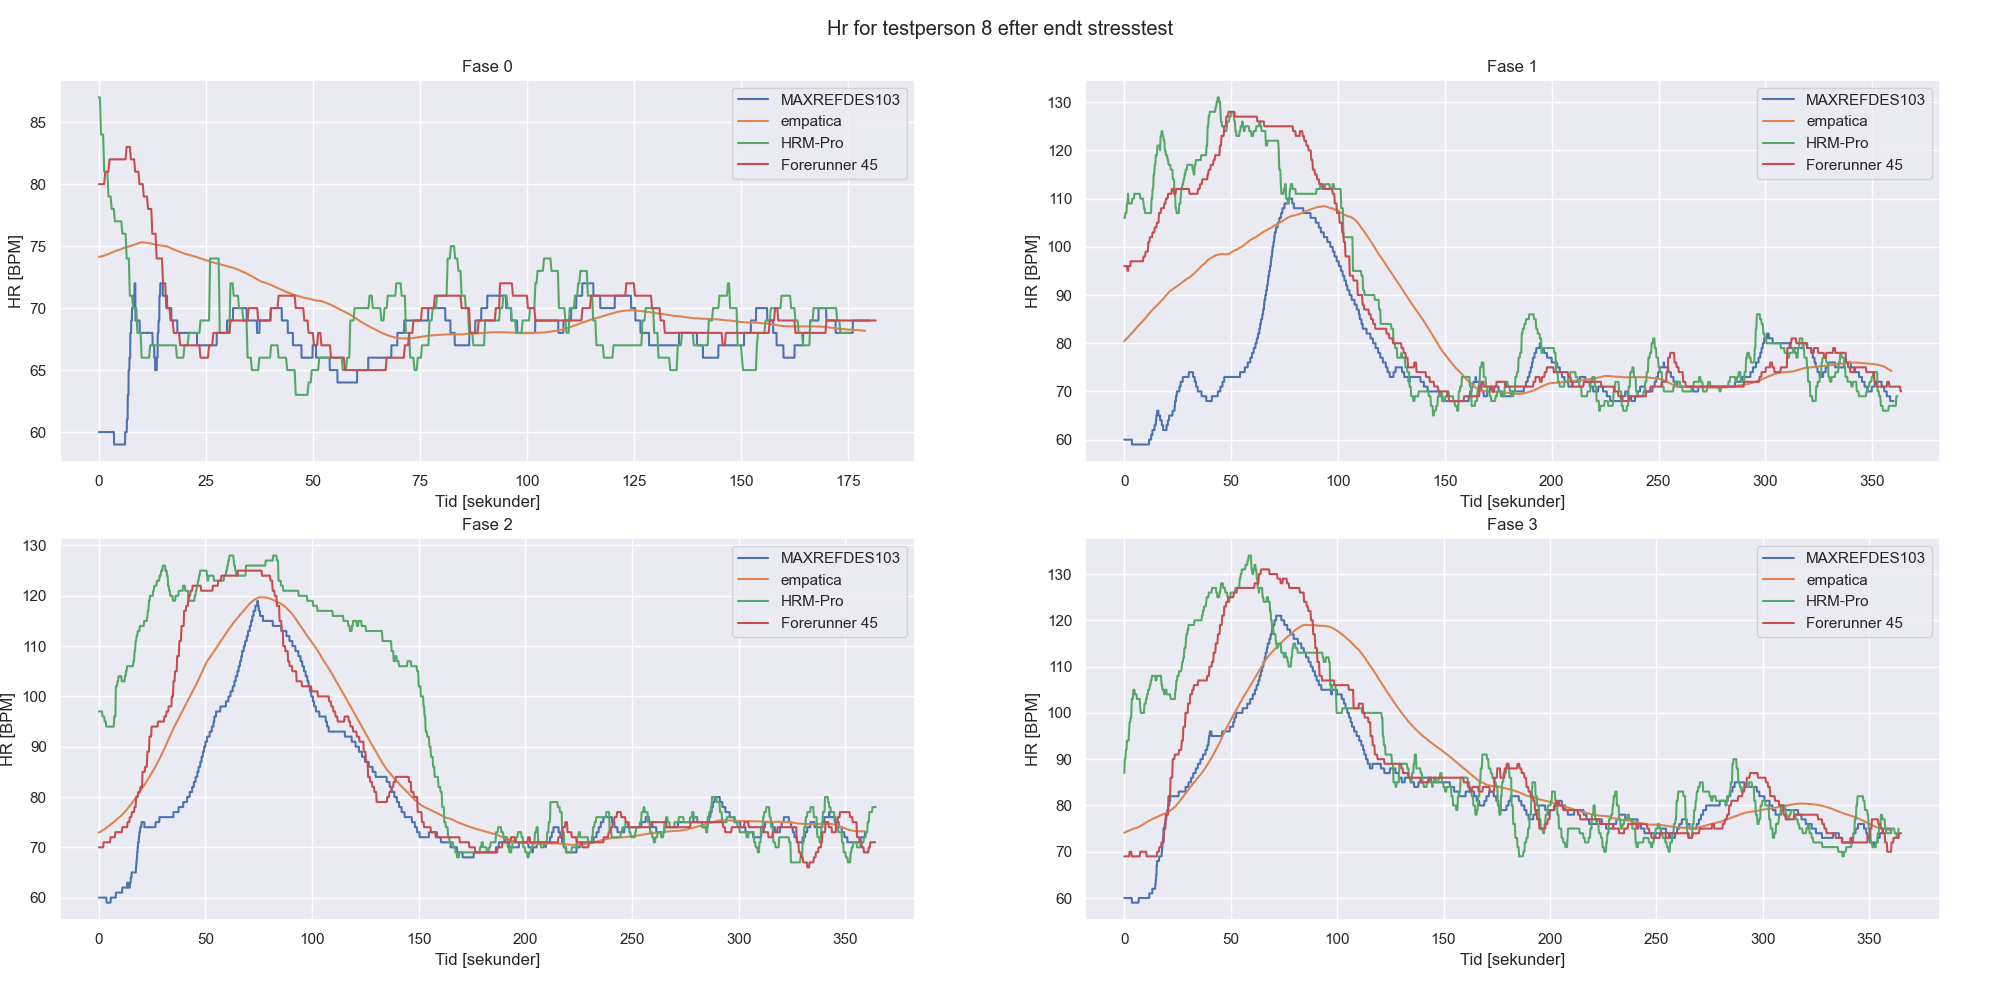 Hr for testperson 8 efter endt stresstest
Fase 0
HR [BPM]
85
80
75
70
65
60
MAXREFDES103
empatica
HRM-Pro
Forerunner 45
0 25 50 75 100 125 150 175
Tid [sekunder]
Fase 1
HR [BPM]
130
120
110
100
90
80
70
60
MAXREFDES103
empatica
HRM-Pro
Forerunner 45
0 50 100 150 200 250 300 350
Tid [sekunder]
Fase 2
HR [BPM]
130
120
110
100
90
80
70
60
MAXREFDES103
empatica
HRM-Pro
Forerunner 45
0 50 100 150 200 250 300 350
Tid [sekunder]
Fase 3
HR [BPM]
130
120
110
100
90
80
70
60
MAXREFDES103
empatica
HRM-Pro
Forerunner 45
0 50 100 150 200 250 300 350
Tid [sekunder]